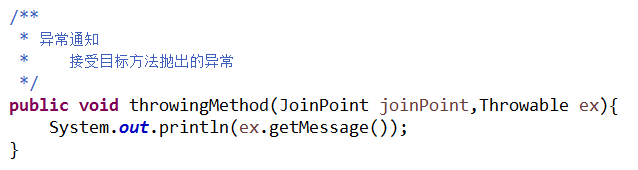 /**
 * 异常通知
 *     接受目标方法抛出的异常
 */
public void throwingMethod(JoinPoint joinPoint,Throwable ex){
    System.out.println(ex.getMessage());
}